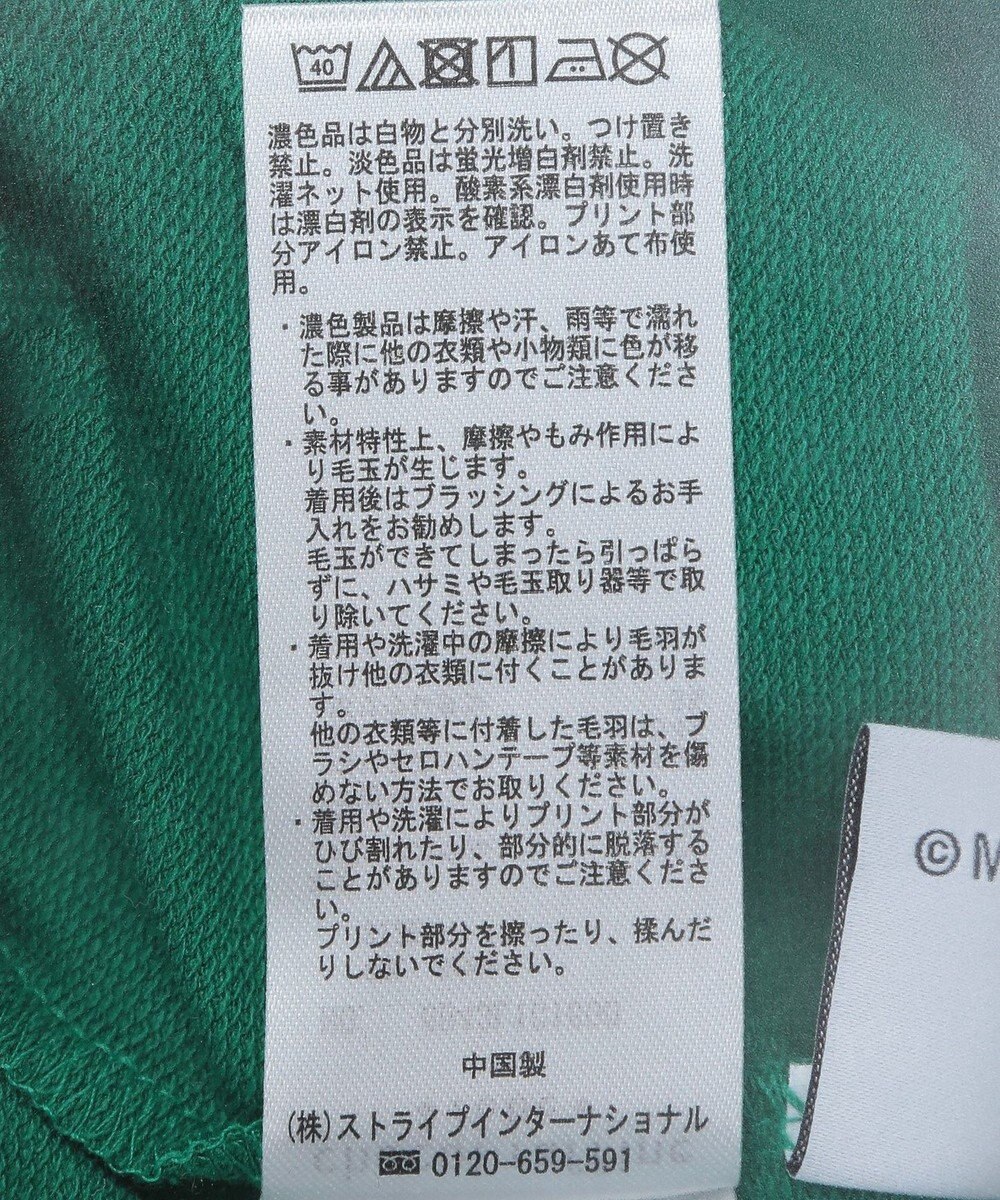 40
濃色品は白物と分別洗い。つけ置き
禁止。淡色品は蛍光増白剤禁止。洗
濯ネット使用。酸素系漂白剤使用時
は漂白剤の表示を確認。プリント部
分アイロン禁止。アイロンあて布使
用。
・濃色製品は摩擦や汗、雨等で濡れ
た際に他の衣類や小物類に色が移
る事がありますのでご注意くださ
い。
・素材特性上、摩擦やもみ作用によ
り毛玉が生じます。
着用後はブラッシングによるお手
入れをお勧めします。
毛玉ができてしまったら引っぱら
ずに、ハサミや毛玉取り器等で取
り除いてください。
・着用や洗濯中の摩擦により毛羽が
抜け他の衣類に付くことがありま
す。
他の衣類等に付着した毛羽は、ブ
ラシやセロハンテープ等素材を傷
めない方法でお取りください。
・着用や洗濯によりプリント部分が
ひび割れたり、部分的に脱落する
ことがありますのでご注意くださ
い。
プリント部分を擦ったり、揉んだ
りしないでください。
中国製
(株)ストライプインターナショナル
0120-659-591
© M